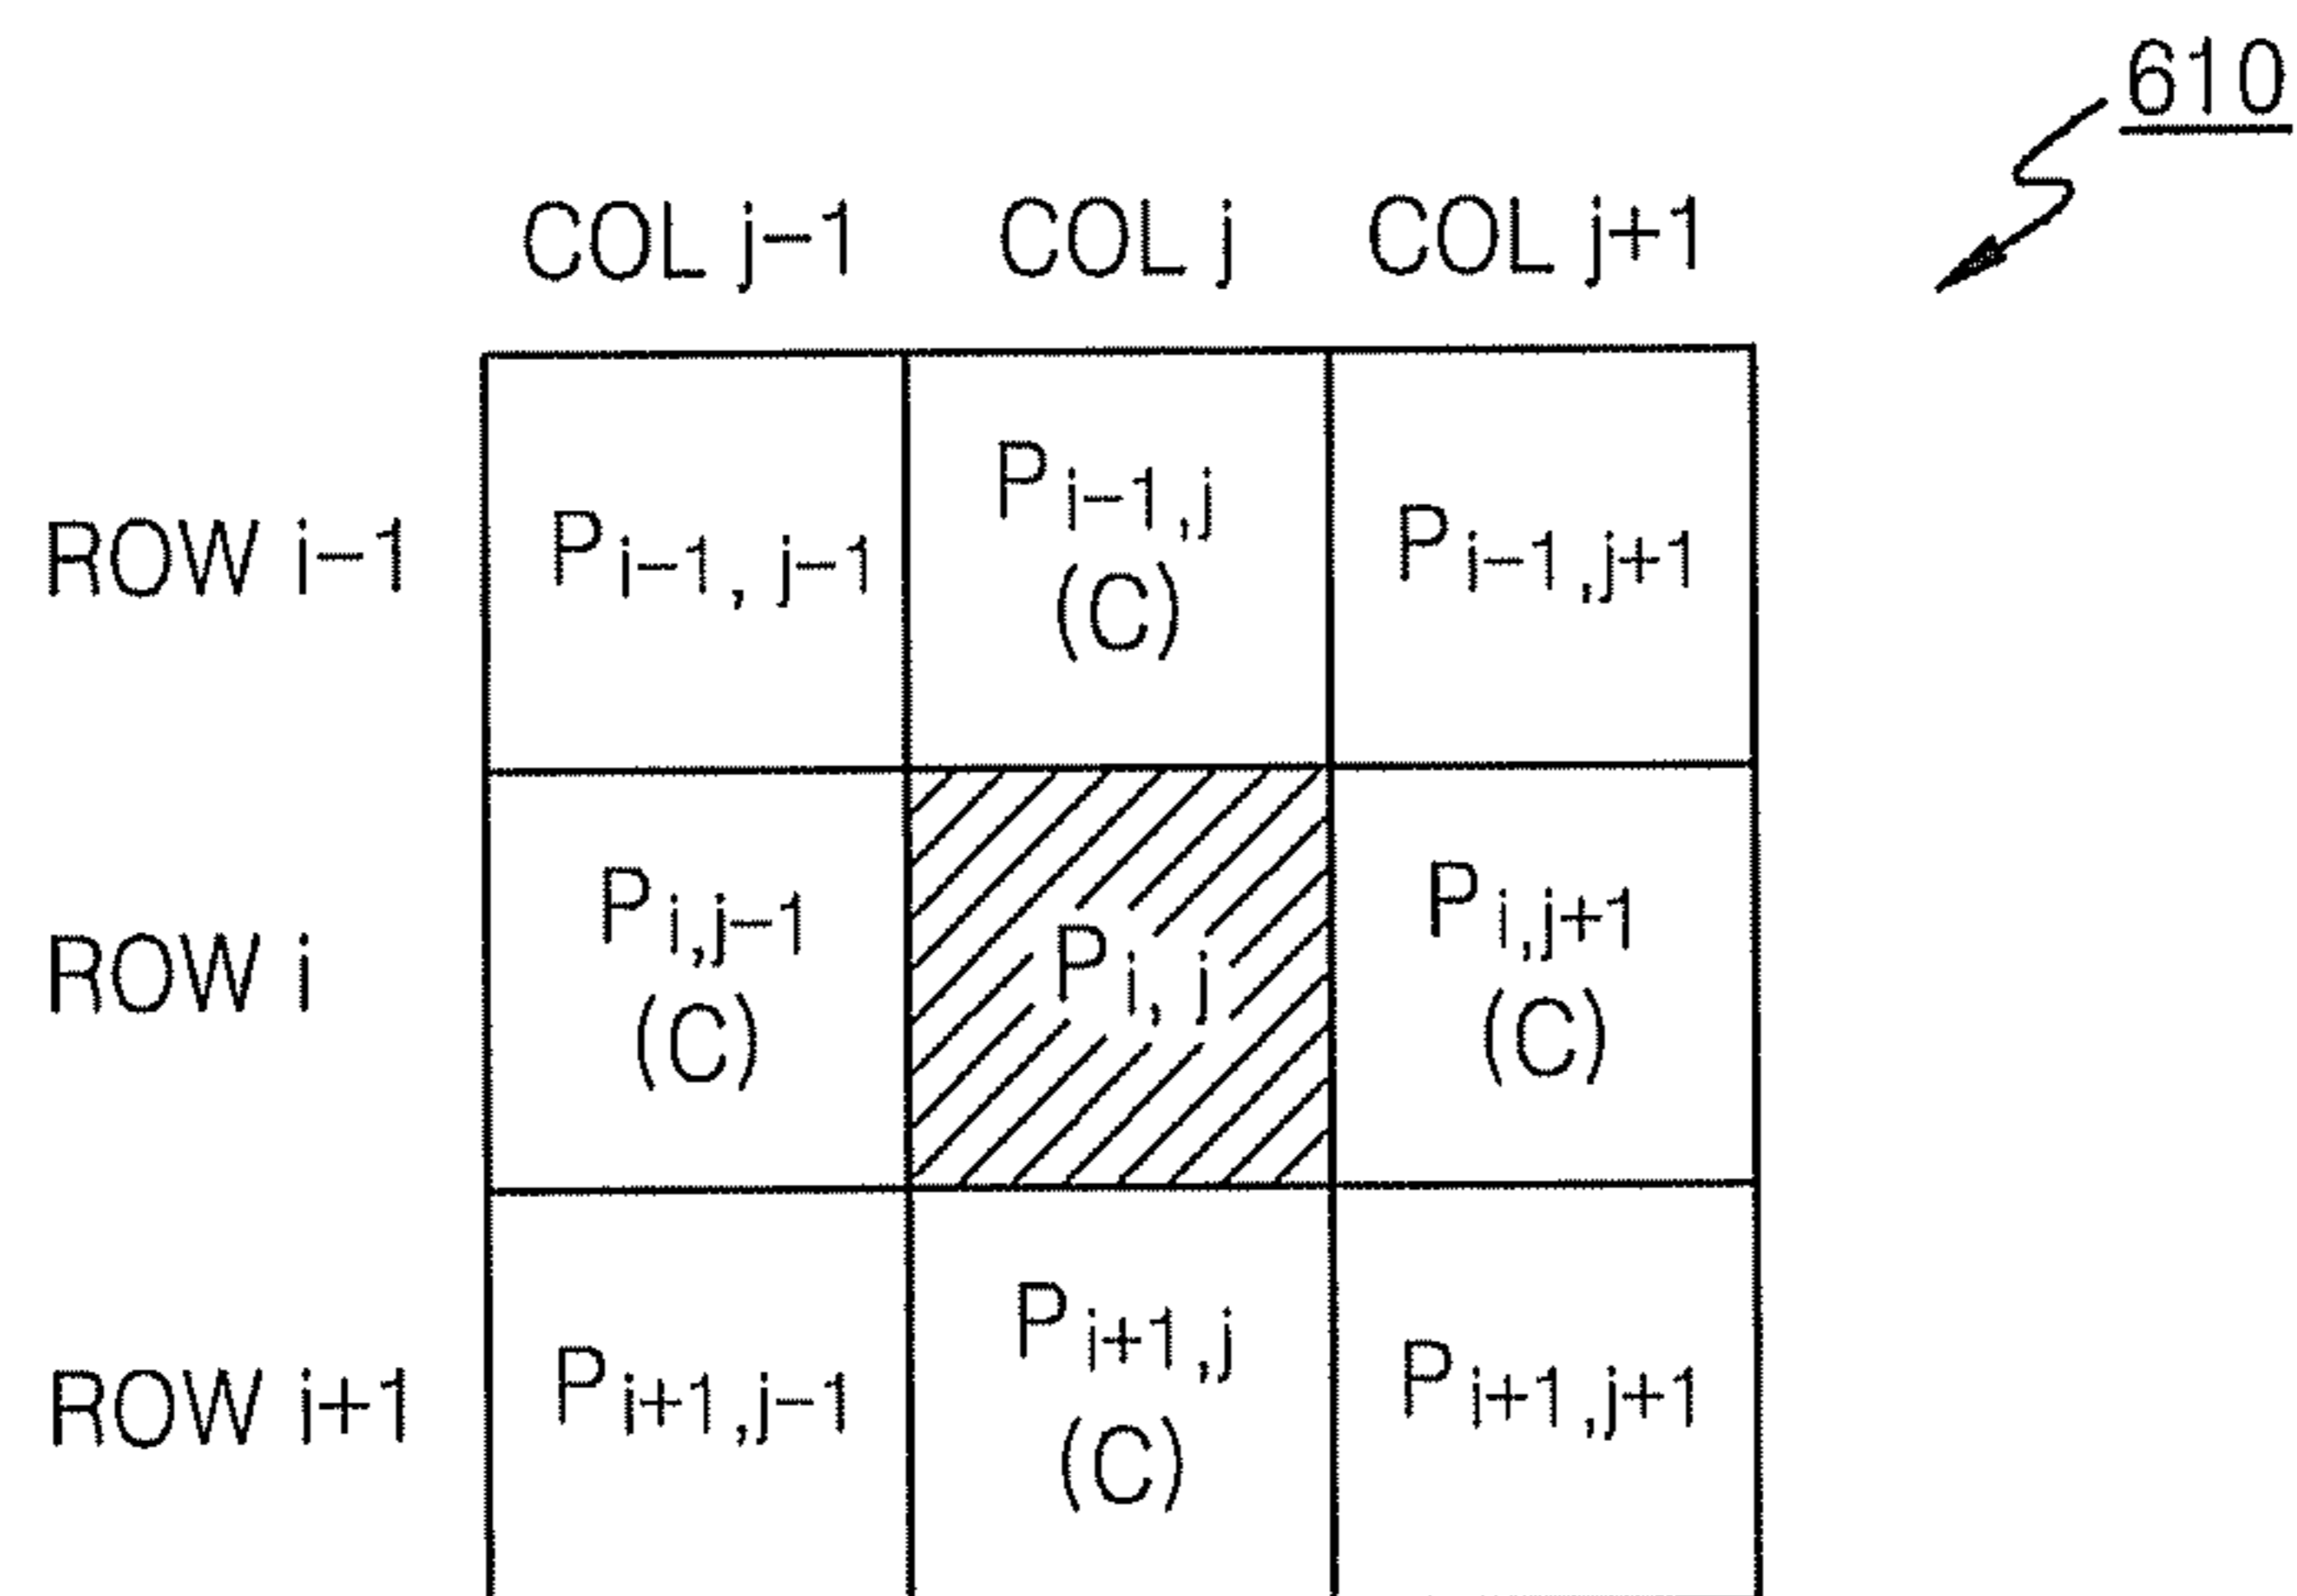 610
COL j-1 COL j COL j+1
ROW i-1 P i-1, j-1 P i-1,j (C) P i-1,j+1
ROW i P i,j-1 (C) P i, j P i,j+1 (C)
ROW i+1 P i+1,j-1 P i+1,j (C) P i+1,j+1